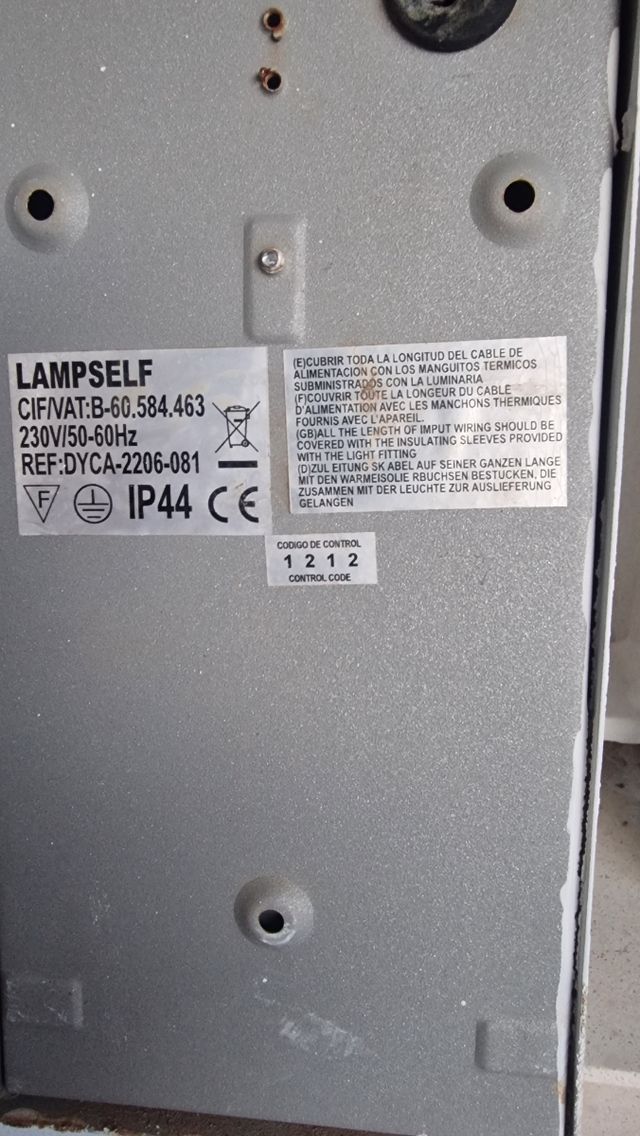 LAMPSELF
CIF/VAT:B-60.584.463
230V/50-60Hz
REF:DYCA-2206-081
F IP44 CE
(E)CUBRIR TODA LA LONGITUD DEL CABLE DE
ALIMENTACION CON LOS MANGUITOS TERMICOS
SUBMINISTRADOS CON LA LUMINARIA
(F)COUVRIR TOUTE LA LONGEUR DU CABLE
D'ALIMENTATION AVEC LES MANCHONS THERMIQUES
FOURNIS AVEC L'APAREIL.
(GB)ALL THE LENGTH OF IMPUT WIRING SHOULD BE
COVERED WITH THE INSULATING SLEEVES PROVIDED
WITH THE LIGHT FITTING
(D)ZUL EITUNG SK ABEL AUF SEINER GANZEN LANGE
MIT DEN WARMEISOLIE RBUCHSEN BESTUCKEN, DIE
ZUSAMMEN MIT DER LEUCHTE ZUR AUSLIEFERUNG
GELANGEN
CODIGO DE CONTROL
1 2 1 2
CONTROL CODE